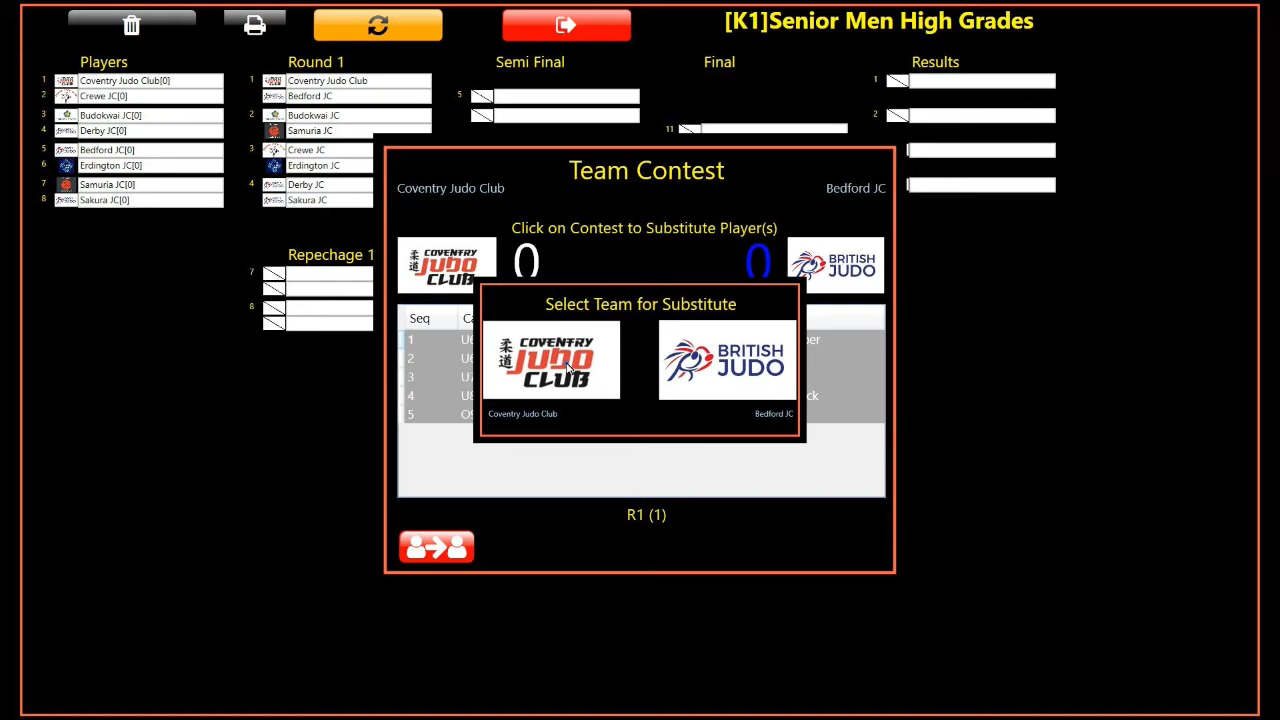 [K1]Senior Men High Grades
Players
Round 1
Semi Final
Final
Results
1 Coventry Judo Club[0]
2 Crewe JC[0]
3 Budokwai JC[0]
4 Derby JC[0]
5 Bedford JC[0]
6 Erdington JC[0]
7 Samuria JC[0]
8 Sakura JC[0]
1 Coventry Judo Club
Bedford JC
2 Budokwai JC
Samuria JC
3 Crewe JC
Erdington JC
4 Derby JC
Sakura JC
5
11
1
2
Repechage 1
7
8
Team Contest
Coventry Judo Club
Bedford JC
Click on Contest to Substitute Player(s)
柔道 COVENTRY JUDO CLUB
0
0
BRITISH JUDO
Select Team for Substitute
柔道 COVENTRY JUDO CLUB
BRITISH JUDO
Coventry Judo Club
Bedford JC
Seq
1
2
3
4
5
R1 (1)